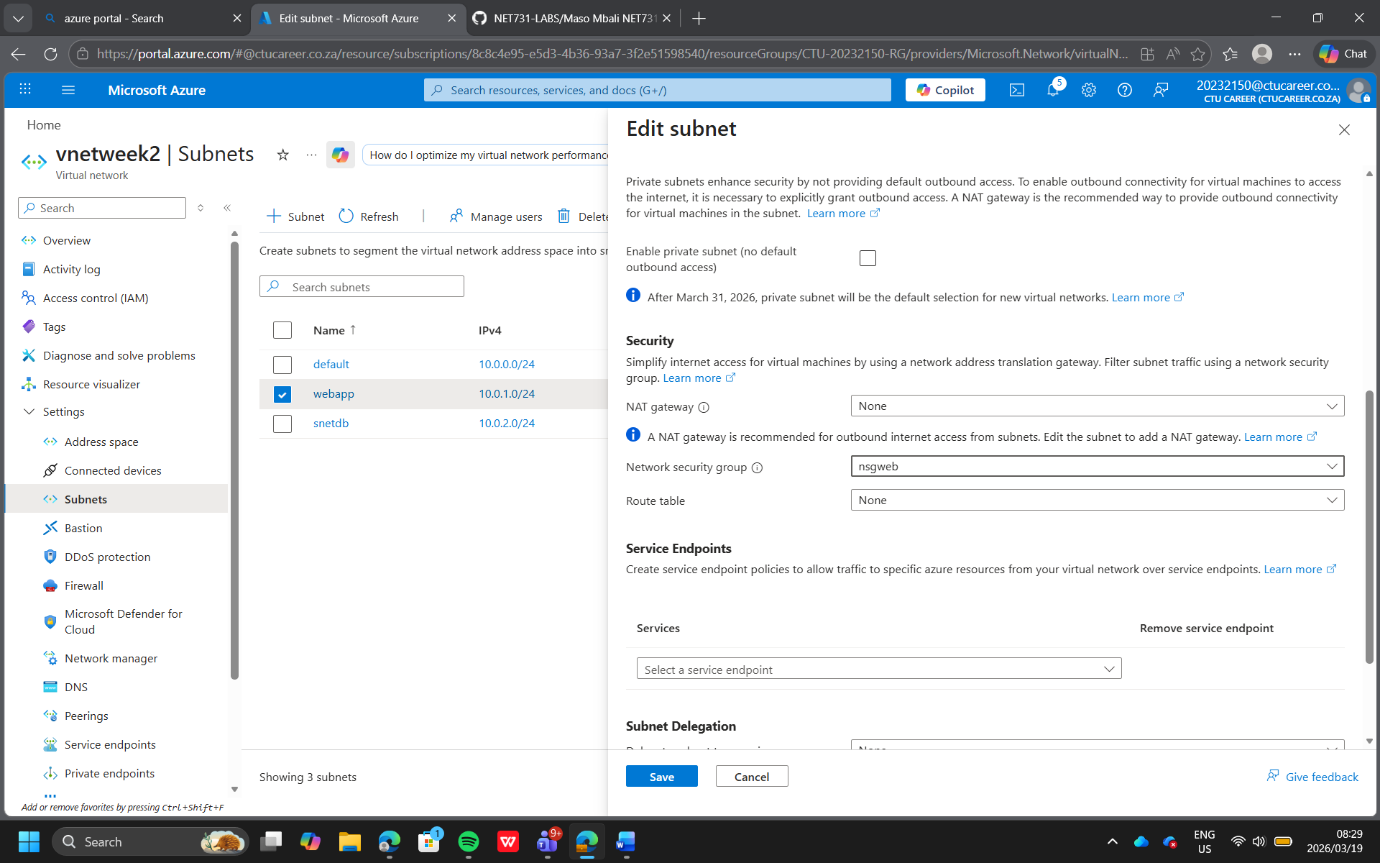 azure portal - Search
Edit subnet - Microsoft Azure
NET731-LABS/Maso Mbali NET731
https://portal.azure.com/#@ctucareer.co.za/resource/subscriptions/8c8c4e95-e5d3-4b36-93a7-3f2e51598540/resourceGroups/CTU-20232150-RG/providers/Microsoft.Network/virtualN...
Chat
Microsoft Azure
Search resources, services, and docs (G+/)
Copilot
5
20232150@ctucareer.co...
CTU CAREER (CTUCAREER.CO.ZA)
Home
vnetweek2 | Subnets
Virtual network
How do I optimize my virtual network performance
Search
Overview
Activity log
Access control (IAM)
Tags
Diagnose and solve problems
Resource visualizer
Settings
Address space
Connected devices
Subnets
Bastion
DDoS protection
Firewall
Microsoft Defender for
Cloud
Network manager
DNS
Peerings
Service endpoints
Private endpoints
Add or remove favorites by pressing Ctrl+Shift+F
Subnet
Refresh
Manage users
Delete
Create subnets to segment the virtual network address space into sm
Search subnets
Name ↑
IPv4
default
10.0.0.0/24
webapp
10.0.1.0/24
snetdb
10.0.2.0/24
Showing 3 subnets
Edit subnet
Private subnets enhance security by not providing default outbound access. To enable outbound connectivity for virtual machines to access
the internet, it is necessary to explicitly grant outbound access. A NAT gateway is the recommended way to provide outbound connectivity
for virtual machines in the subnet. Learn more
Enable private subnet (no default
outbound access)
After March 31, 2026, private subnet will be the default selection for new virtual networks. Learn more
Security
Simplify internet access for virtual machines by using a network address translation gateway. Filter subnet traffic using a network security
group. Learn more
NAT gateway
None
A NAT gateway is recommended for outbound internet access from subnets. Edit the subnet to add a NAT gateway. Learn more
Network security group
nsgweb
Route table
None
Service Endpoints
Create service endpoint policies to allow traffic to specific azure resources from your virtual network over service endpoints. Learn more
Services
Remove service endpoint
Select a service endpoint
Subnet Delegation
Save
Cancel
Give feedback
Search
1
9+
ENG
US
08:29
2026/03/19